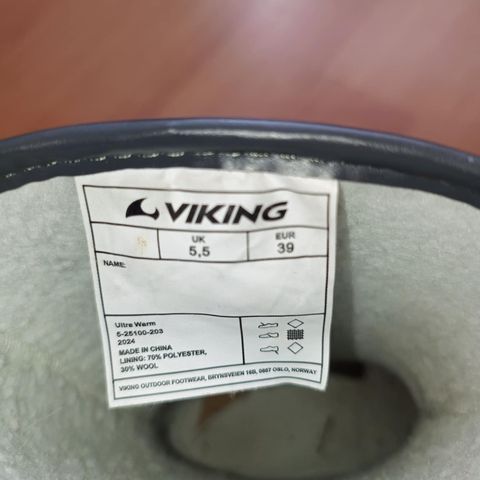 VIKING
UK
5,5
EUR
39
NAME:
Ultra Warm
5-25100-203
2024
MADE IN CHINA
LINING: 70% POLYESTER,
30% WOOL
VIKING OUTDOOR FOOTWEAR, BRYNSVEIEN 16B, 0667 OSLO, NORWAY